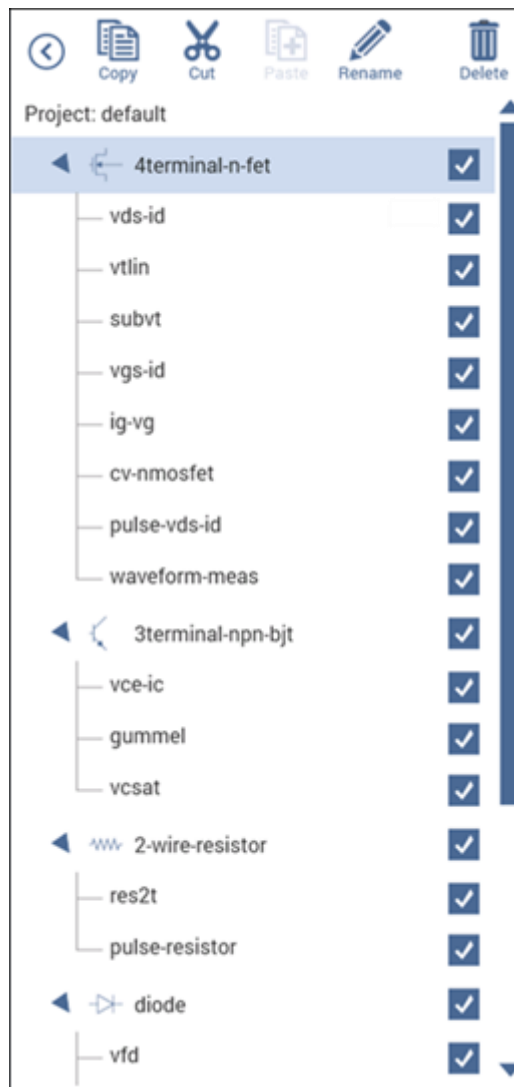 Copy Cut Paste Rename Delete
Project: default
4terminal-n-fet
vds-id
vtlin
subvt
vgs-id
ig-vg
cv-nmosfet
pulse-vds-id
waveform-meas
3terminal-npn-bjt
vce-ic
gummel
vcsat
2-wire-resistor
res2t
pulse-resistor
diode
vfd